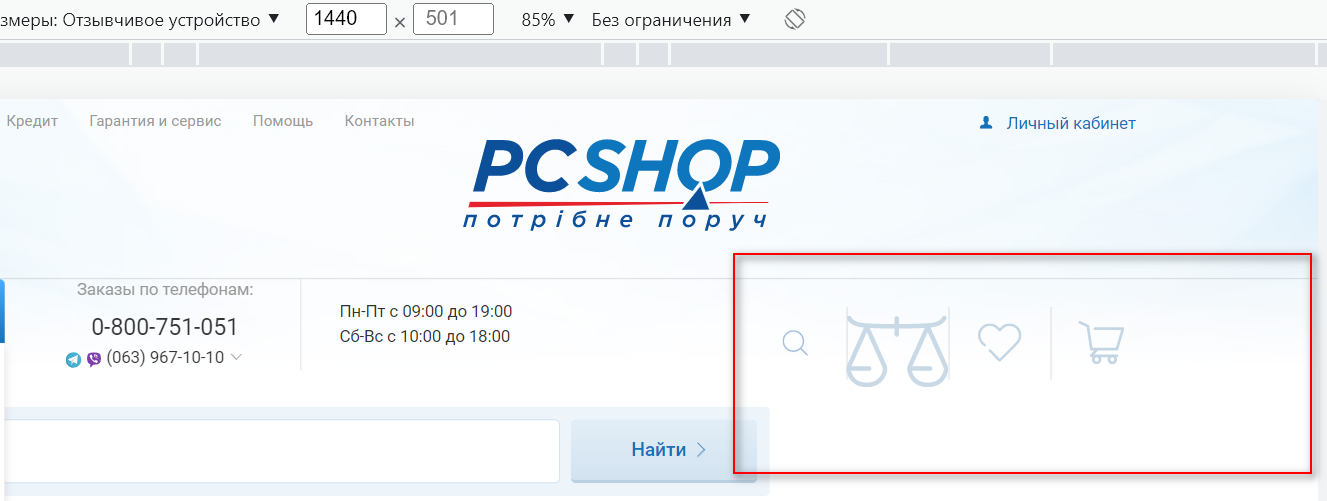 змеры: Отзывчивое устройство ▼ 1440 × 501 85% ▼ Без ограничения ▼
Кредит Гарантия и сервис Помощь Контакты
Личный кабинет
PCSHOP
потрібне поруч
Заказы по телефонам:
0-800-751-051
(063) 967-10-10
Пн-Пт с 09:00 до 19:00
Сб-Вс с 10:00 до 18:00
Найти